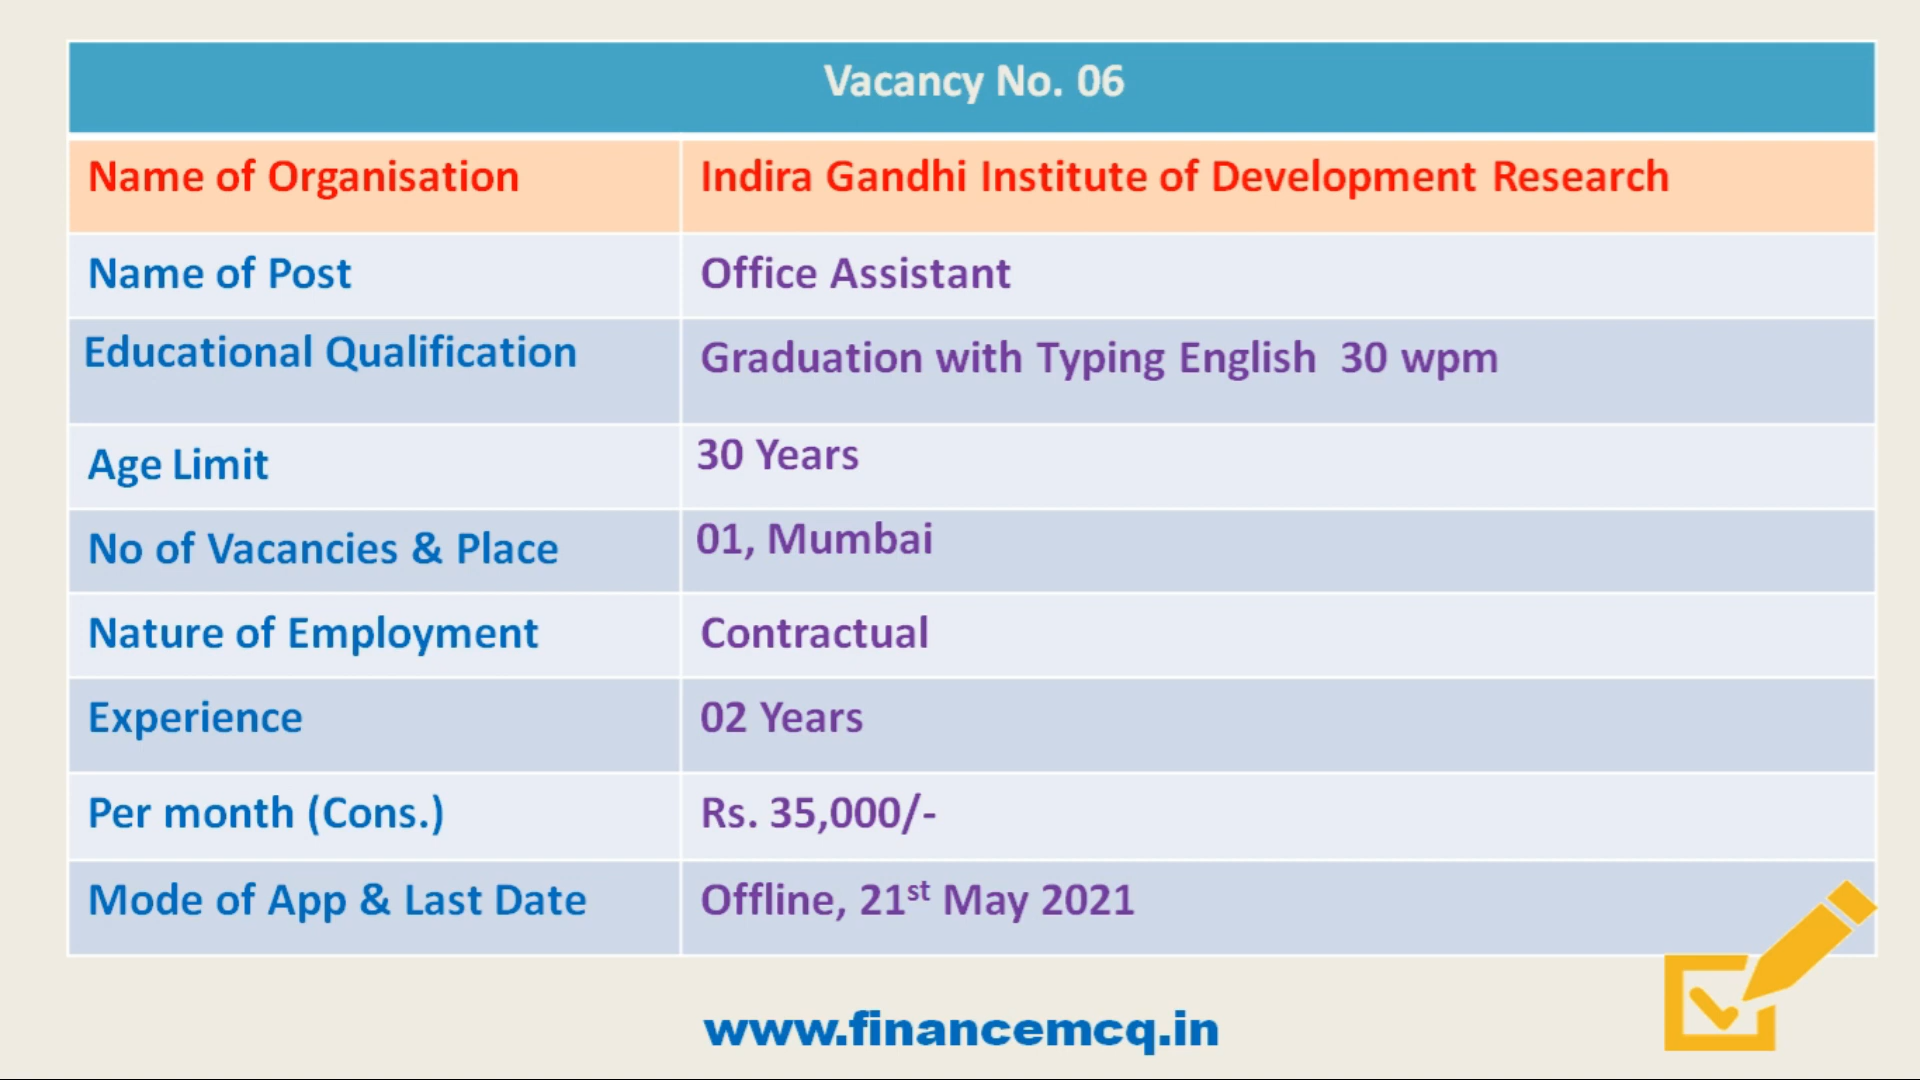 Vacancy No. 06
Name of Organisation Indira Gandhi Institute of Development Research
Name of Post Office Assistant
Educational Qualification Graduation with Typing English 30 wpm
Age Limit 30 Years
No of Vacancies & Place 01, Mumbai
Nature of Employment Contractual
Experience 02 Years
Per month (Cons.) Rs. 35,000/-
Mode of App & Last Date Offline, 21st May 2021
www.financemcq.in